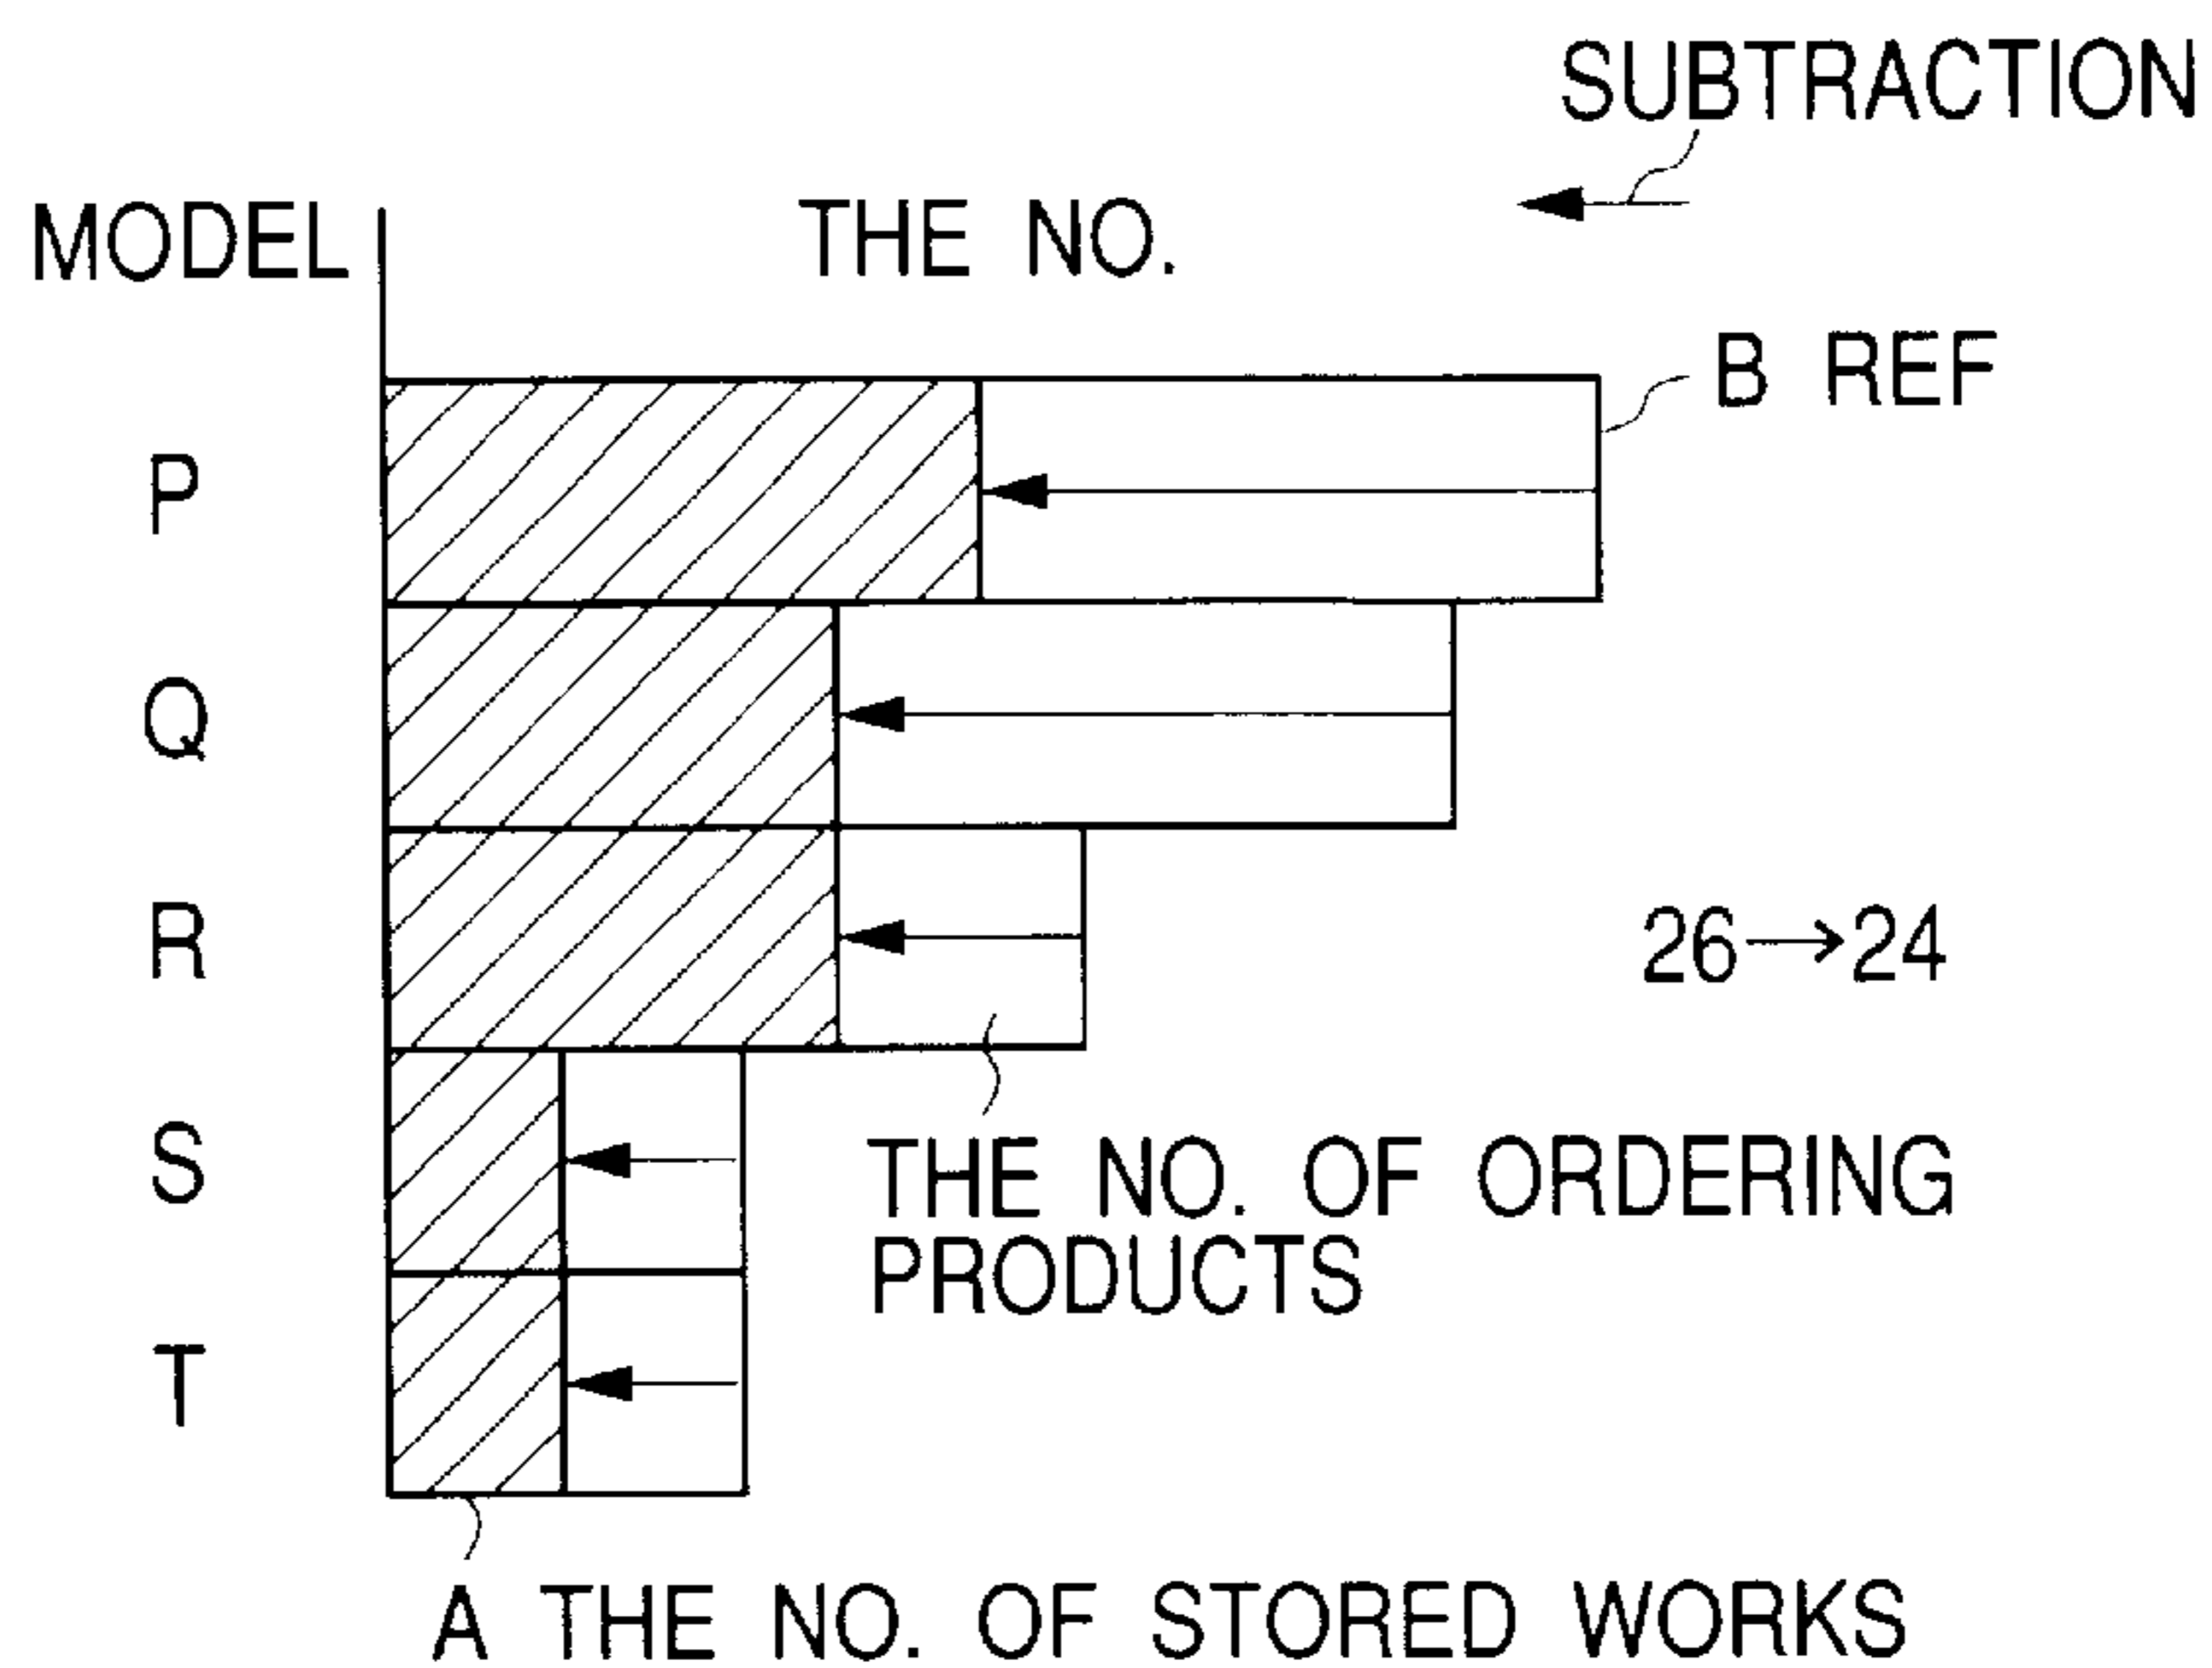 SUBTRACTION
MODEL THE NO.
B REF
P
Q
R 26→24
S
THE NO. OF ORDERING
PRODUCTS
T
A THE NO. OF STORED WORKS